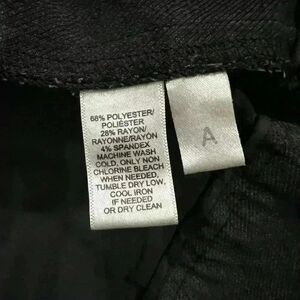 68% POLYESTER/
POLIÉSTER
28% RAYON/
RAYONNE/RAYÓN
4% SPANDEX
MACHINE WASH
COLD, ONLY NON
CHLORINE BLEACH
WHEN NEEDED,
TUMBLE DRY LOW,
COOL IRON
IF NEEDED
OR DRY CLEAN
A